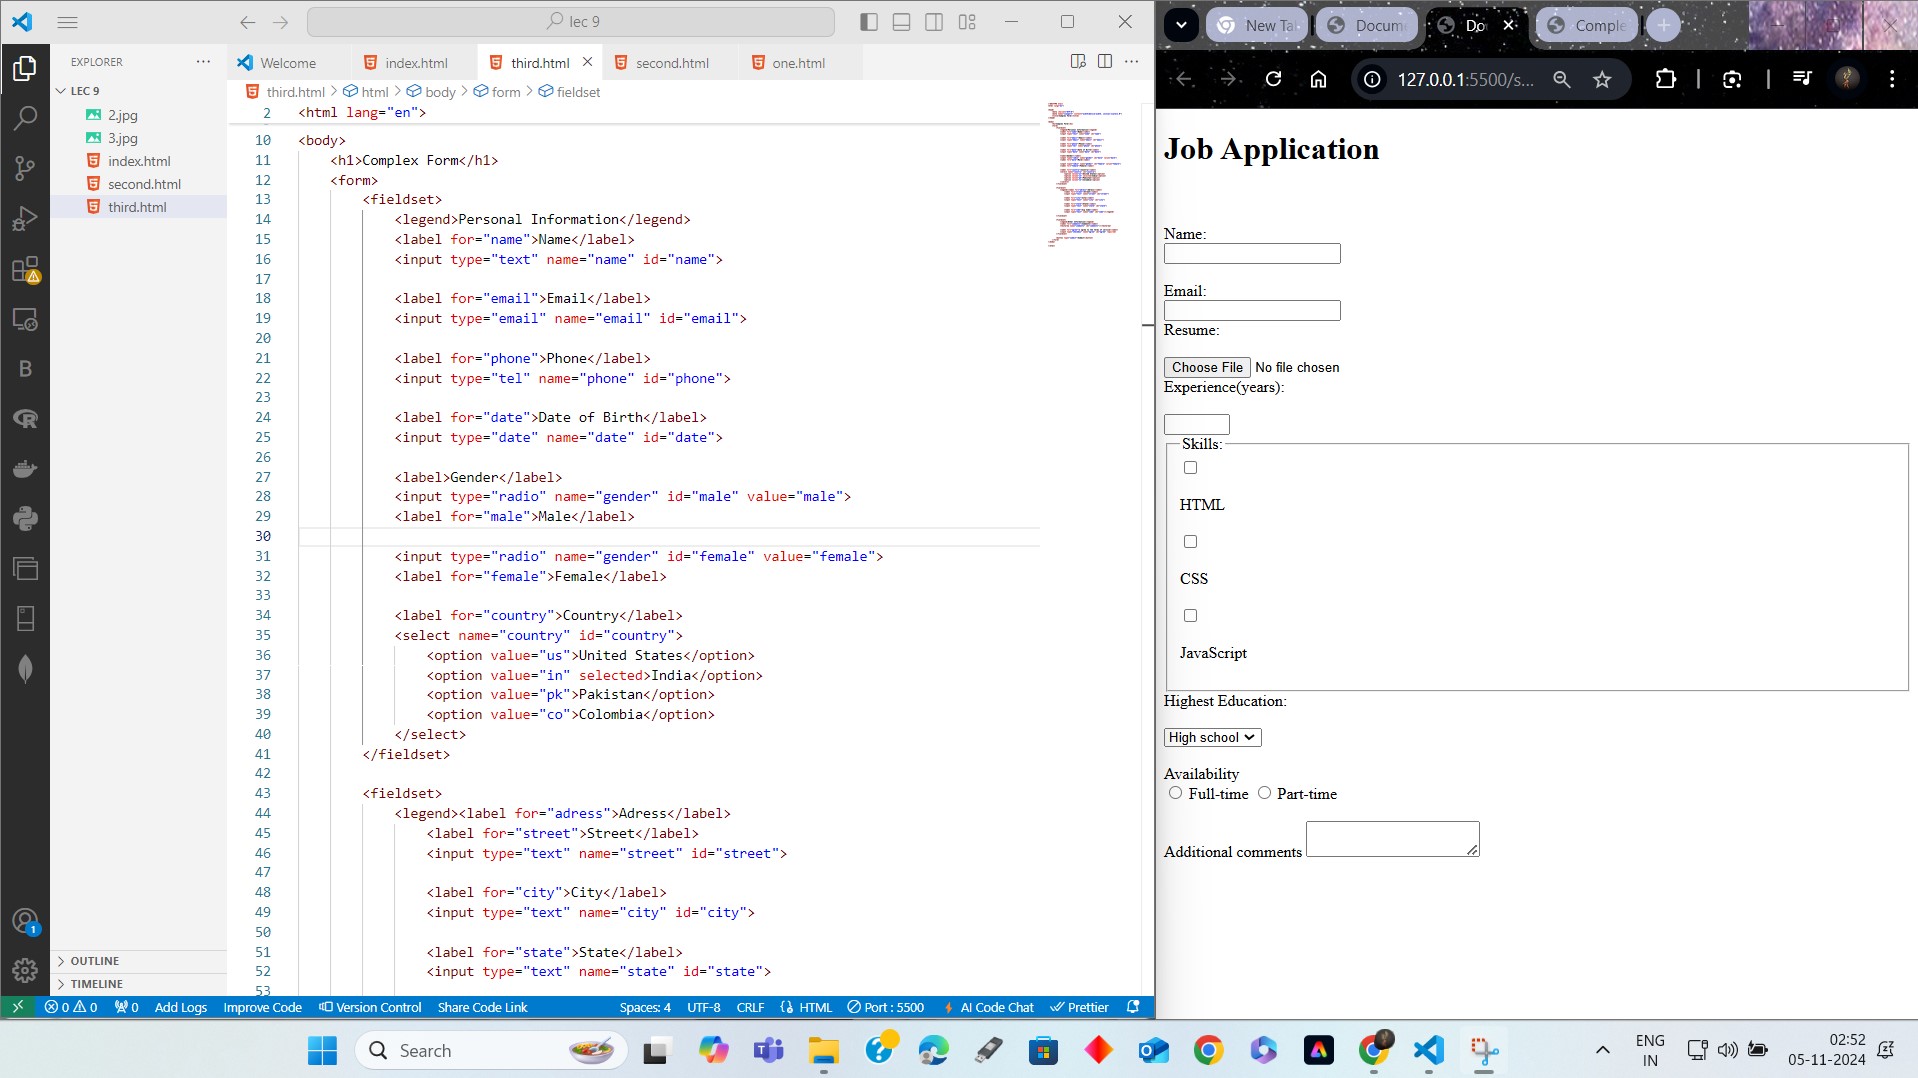 lec 9
EXPLORER
Welcome
index.html
third.html
second.html
one.html
LEC 9
2.jpg
3.jpg
index.html
second.html
third.html
OUTLINE
TIMELINE
third.html > html > body > form > fieldset
2 <html lang="en">
10 <body>
11 <h1>Complex Form</h1>
12 <form>
13 <fieldset>
14 <legend>Personal Information</legend>
15 <label for="name">Name</label>
16 <input type="text" name="name" id="name">
17
18 <label for="email">Email</label>
19 <input type="email" name="email" id="email">
20
21 <label for="phone">Phone</label>
22 <input type="tel" name="phone" id="phone">
23
24 <label for="date">Date of Birth</label>
25 <input type="date" name="date" id="date">
26
27 <label>Gender</label>
28 <input type="radio" name="gender" id="male" value="male">
29 <label for="male">Male</label>
30
31 <input type="radio" name="gender" id="female" value="female">
32 <label for="female">Female</label>
33
34 <label for="country">Country</label>
35 <select name="country" id="country">
36 <option value="us">United States</option>
37 <option value="in" selected>India</option>
38 <option value="pk">Pakistan</option>
39 <option value="co">Colombia</option>
40 </select>
41 </fieldset>
42
43 <fieldset>
44 <legend><label for="adress">Adress</label>
45 <label for="street">Street</label>
46 <input type="text" name="street" id="street">
47
48 <label for="city">City</label>
49 <input type="text" name="city" id="city">
50
51 <label for="state">State</label>
52 <input type="text" name="state" id="state">
53
1
0 0 0 Add Logs Improve Code Version Control Share Code Link Spaces: 4 UTF-8 CRLF HTML Port : 5500 AI Code Chat Prettier
New Ta
Docum
Do
Comple
127.0.0.1:5500/s...
Job Application
Name:
Email:
Resume:
Choose File No file chosen
Experience(years):
Skills:
HTML
CSS
JavaScript
Highest Education:
High school
Availability
Full-time Part-time
Additional comments
Search
ENG
IN
02:52
05-11-2024